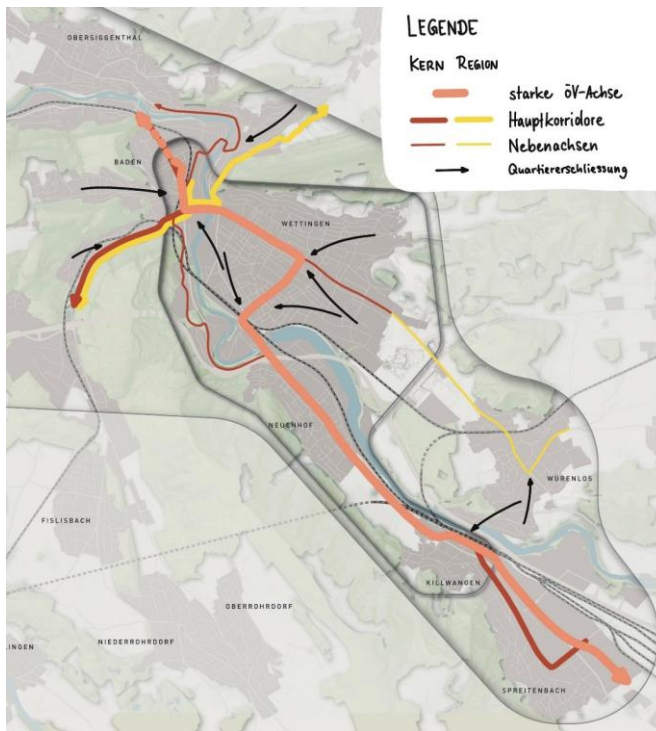 LEGENDE
KERN REGION
starke öV-Achse
Hauptkorridore
Nebenachsen
Quartiererschliessung
OBERSIGGENTHAL
BADEN
WETTINGEN
NEUENHOF
WÜRENLOS
FISLISBACH
KILLWANGEN
OBERROHRDORF
NIEDERROHRDORF
LINGEN
SPREITENBACH